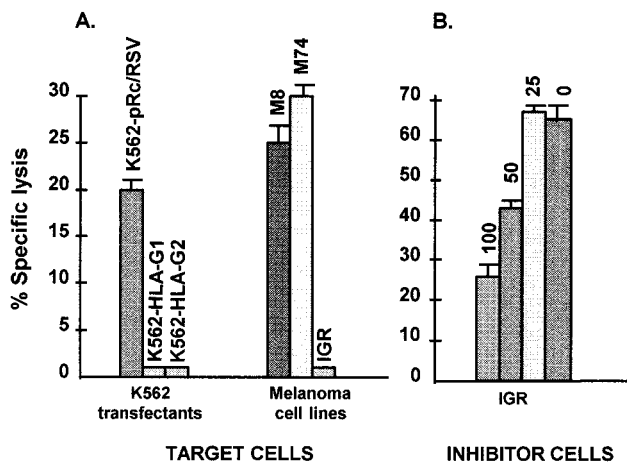 A.
B.
% Specific lysis
30
25
20
15
10
5
0
K562-pRc/RSV
K562-HLA-G1
K562-HLA-G2
M8
M74
IGR
K562
transfectants
Melanoma
cell lines
TARGET CELLS
70
60
50
40
30
20
10
0
100
50
25
0
IGR
INHIBITOR CELLS